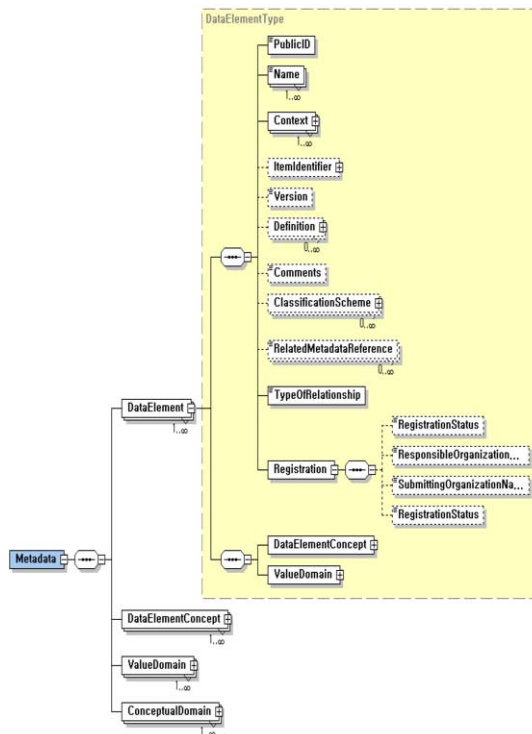 DataElementType
PublicID
Name
1..∞
Context
1..∞
ItemIdentifier
Version
Definition
0..∞
Comments
ClassificationScheme
0..∞
RelatedMetadataReference
0..∞
TypeOfRelationship
DataElement
1..∞
RegistrationStatus
ResponsibleOrganization...
Registration
SubmittingOrganizationNa...
RegistrationStatus
DataElementConcept
Metadata
ValueDomain
DataElementConcept
1..∞
ValueDomain
1..∞
ConceptualDomain
1..∞